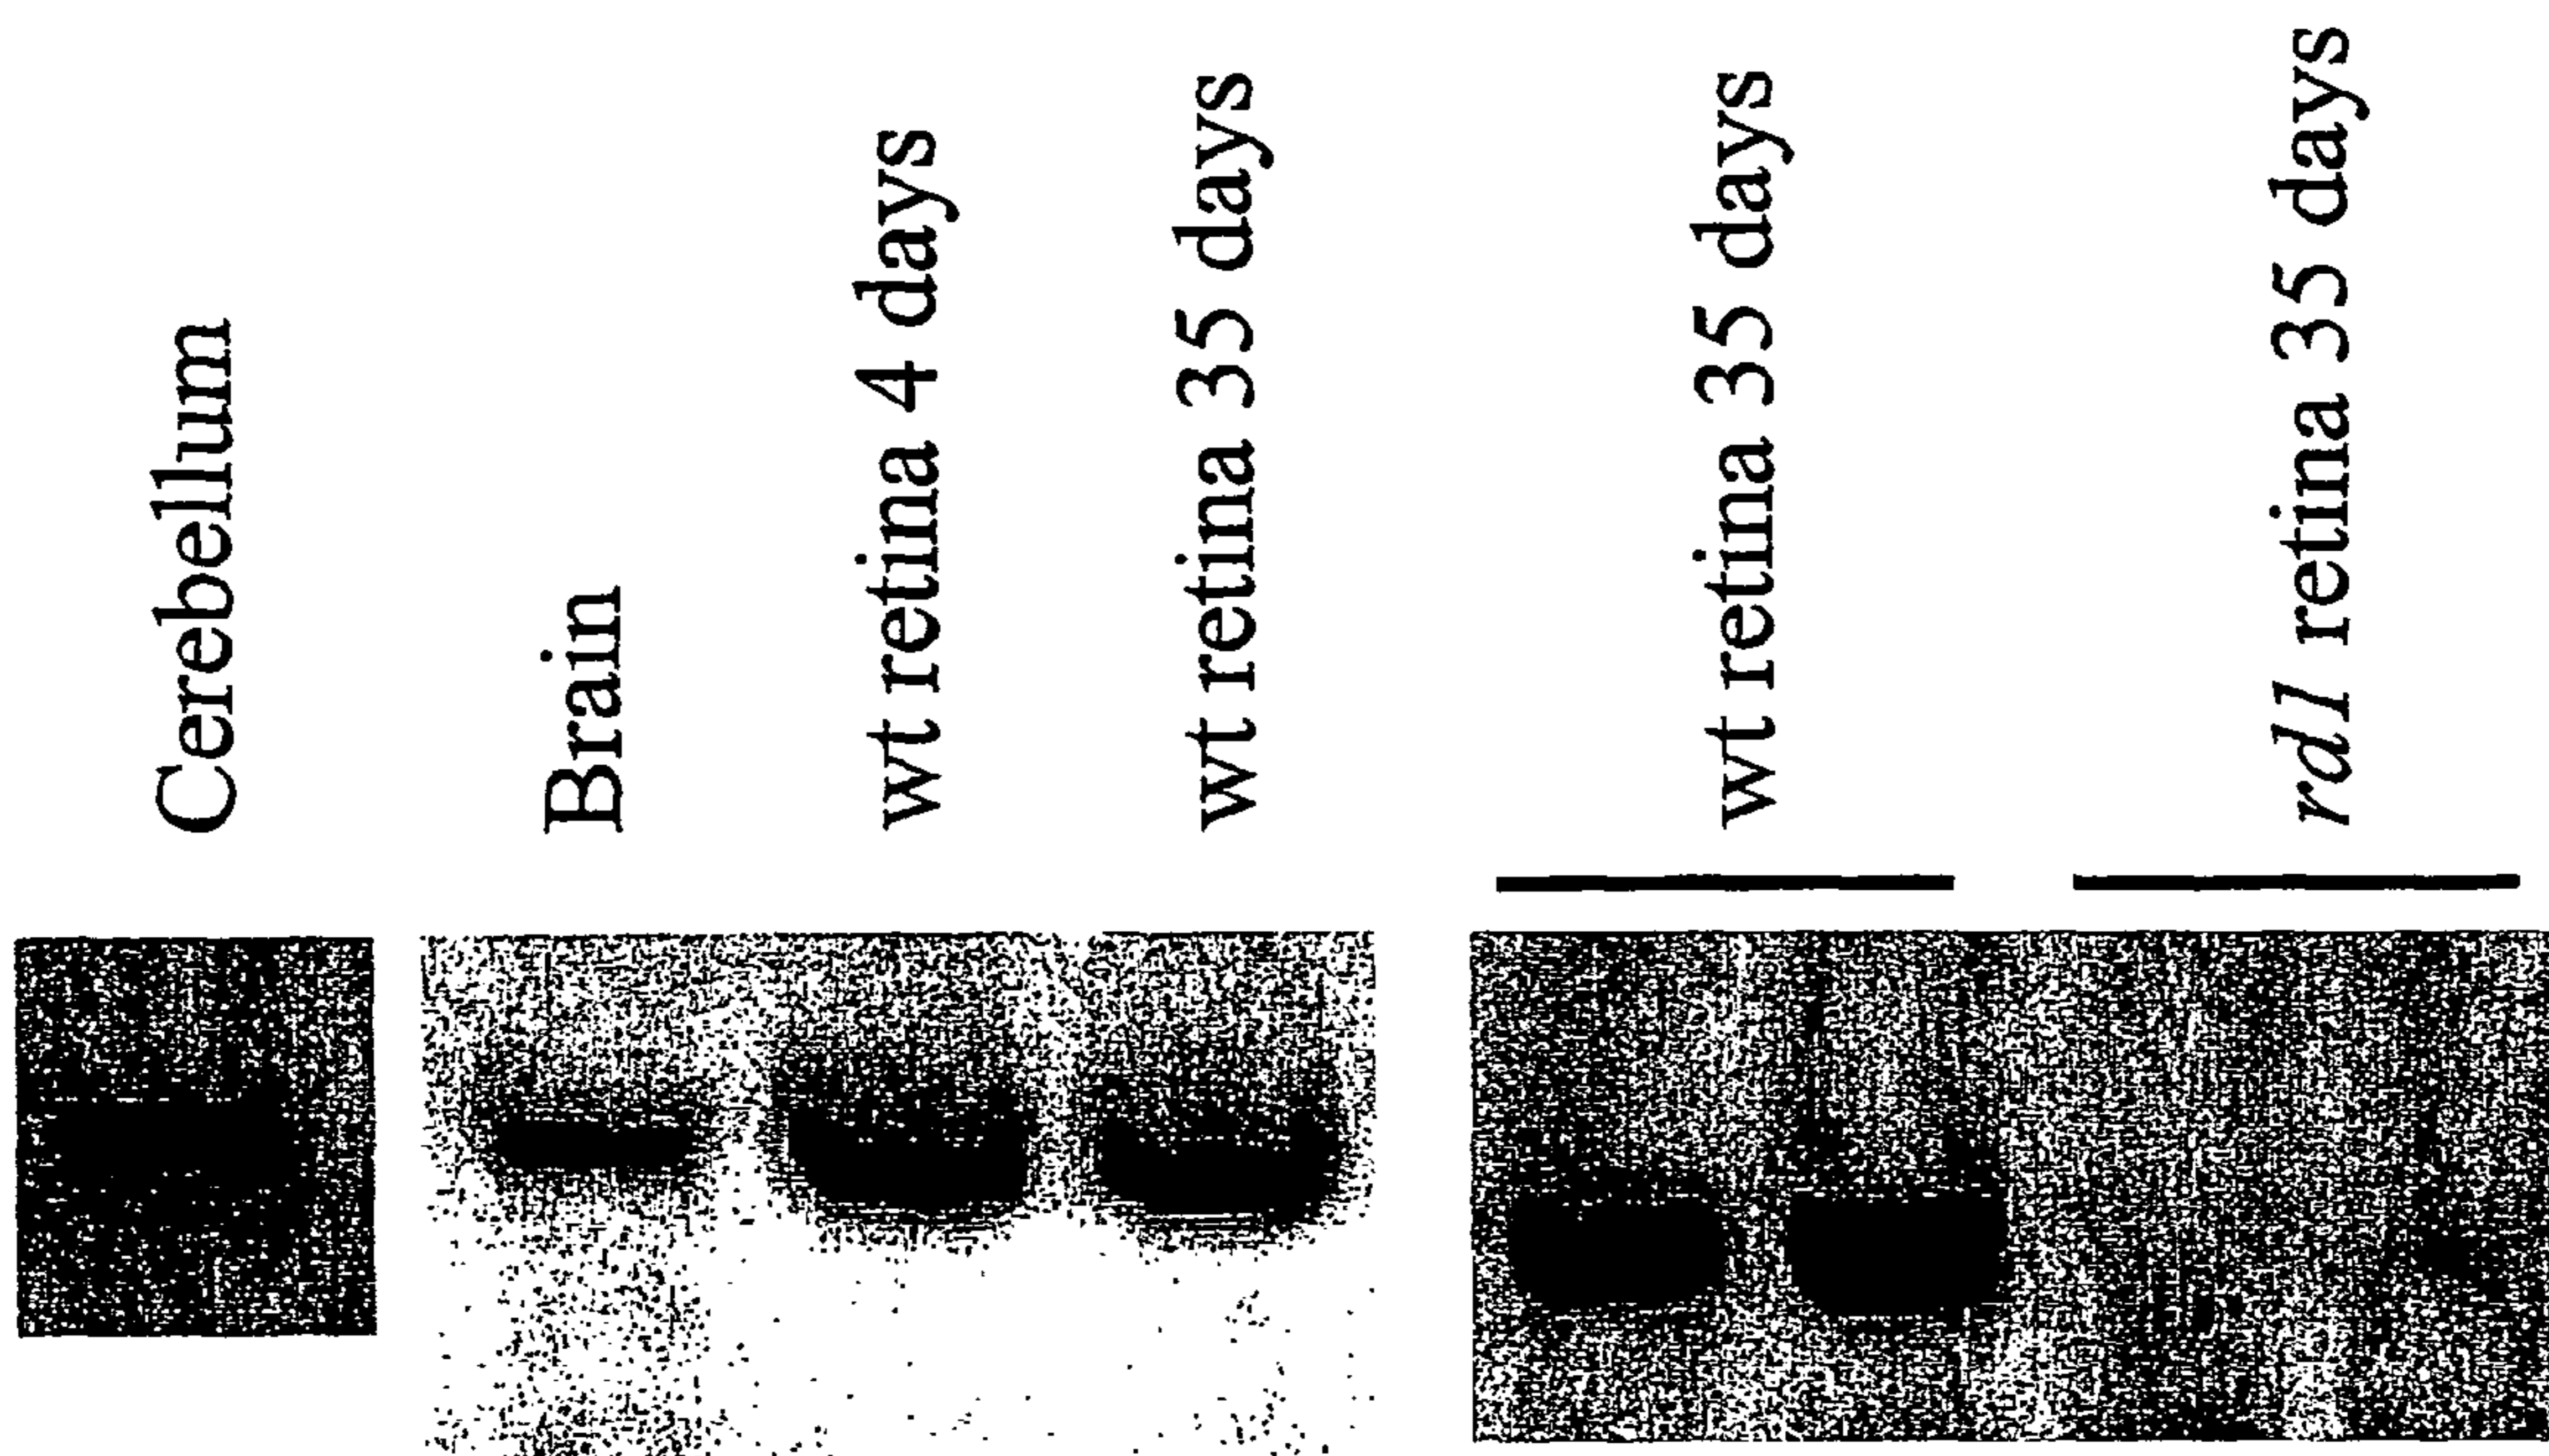 Cerebellum
Brain
wt retina 4 days
wt retina 35 days
wt retina 35 days
rd1 retina 35 days